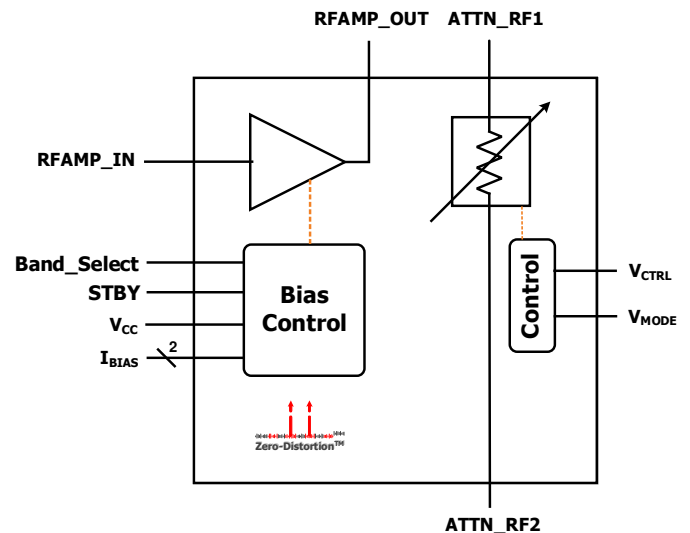 RFAMP_OUT ATTN_RF1
RFAMP_IN
Band_Select
STBY
VCC
IBIAS
2
Bias
Control
Control
VCTRL
VMODE
Zero-Distortion™
ATTN_RF2